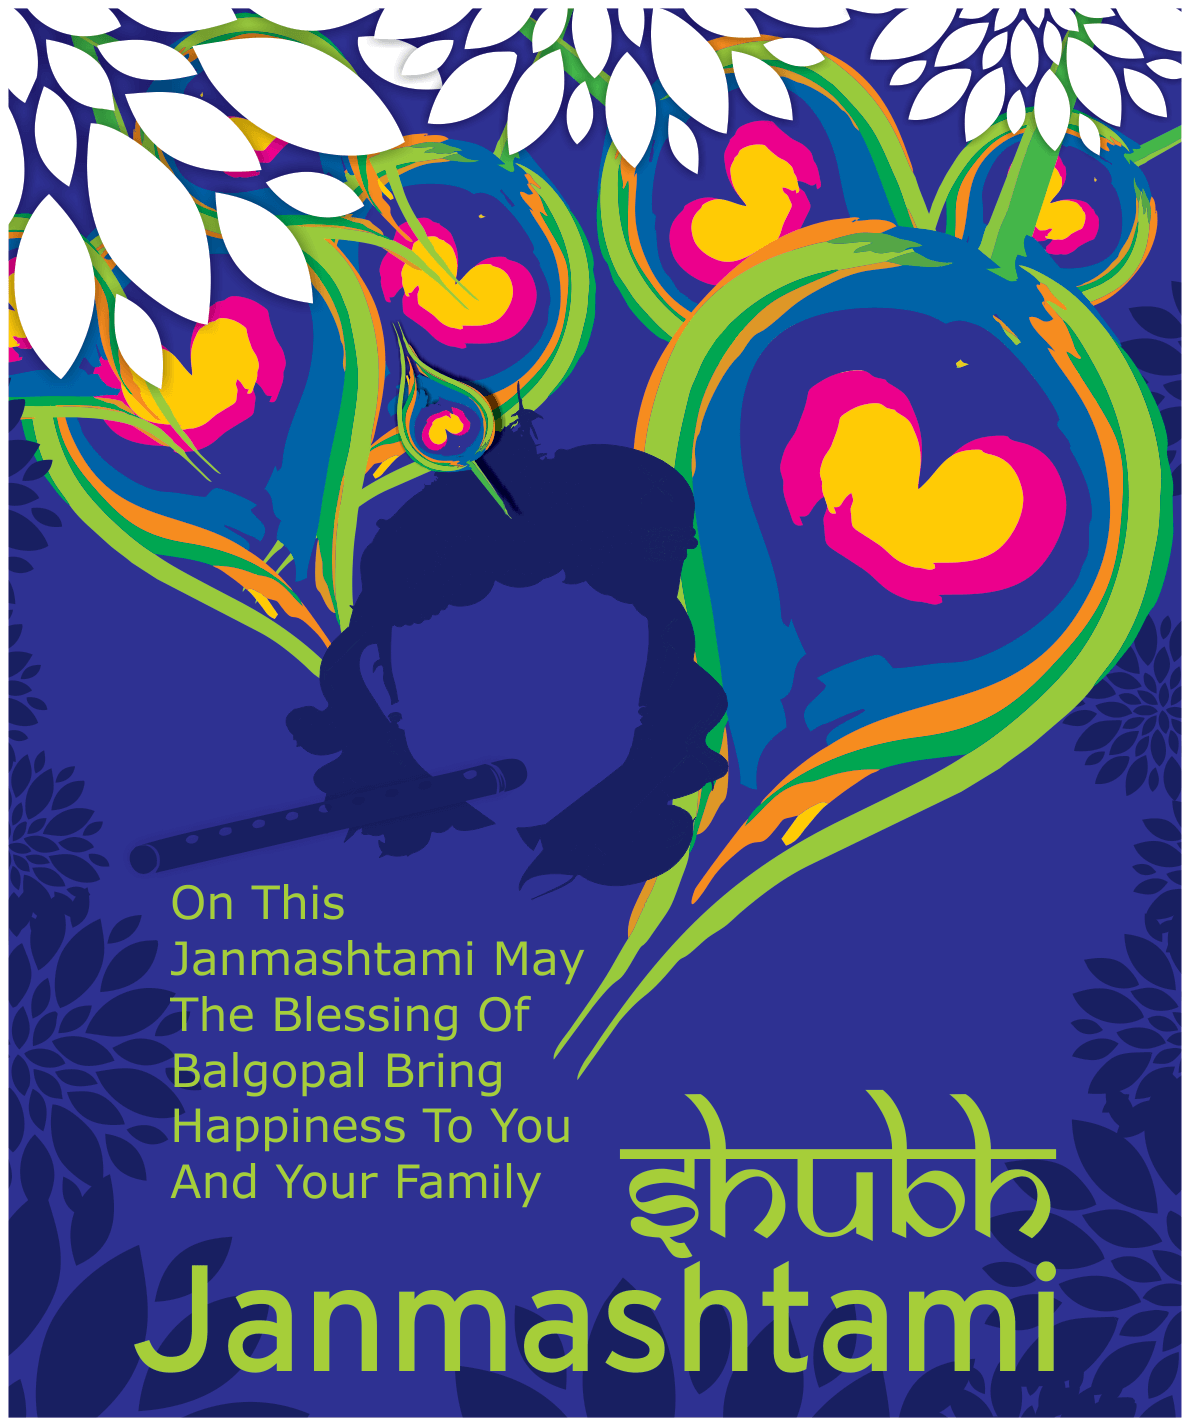 On This
Janmashtami May
The Blessing Of
Balgopal Bring
Happiness To You
And Your Family
shubh
Janmashtami